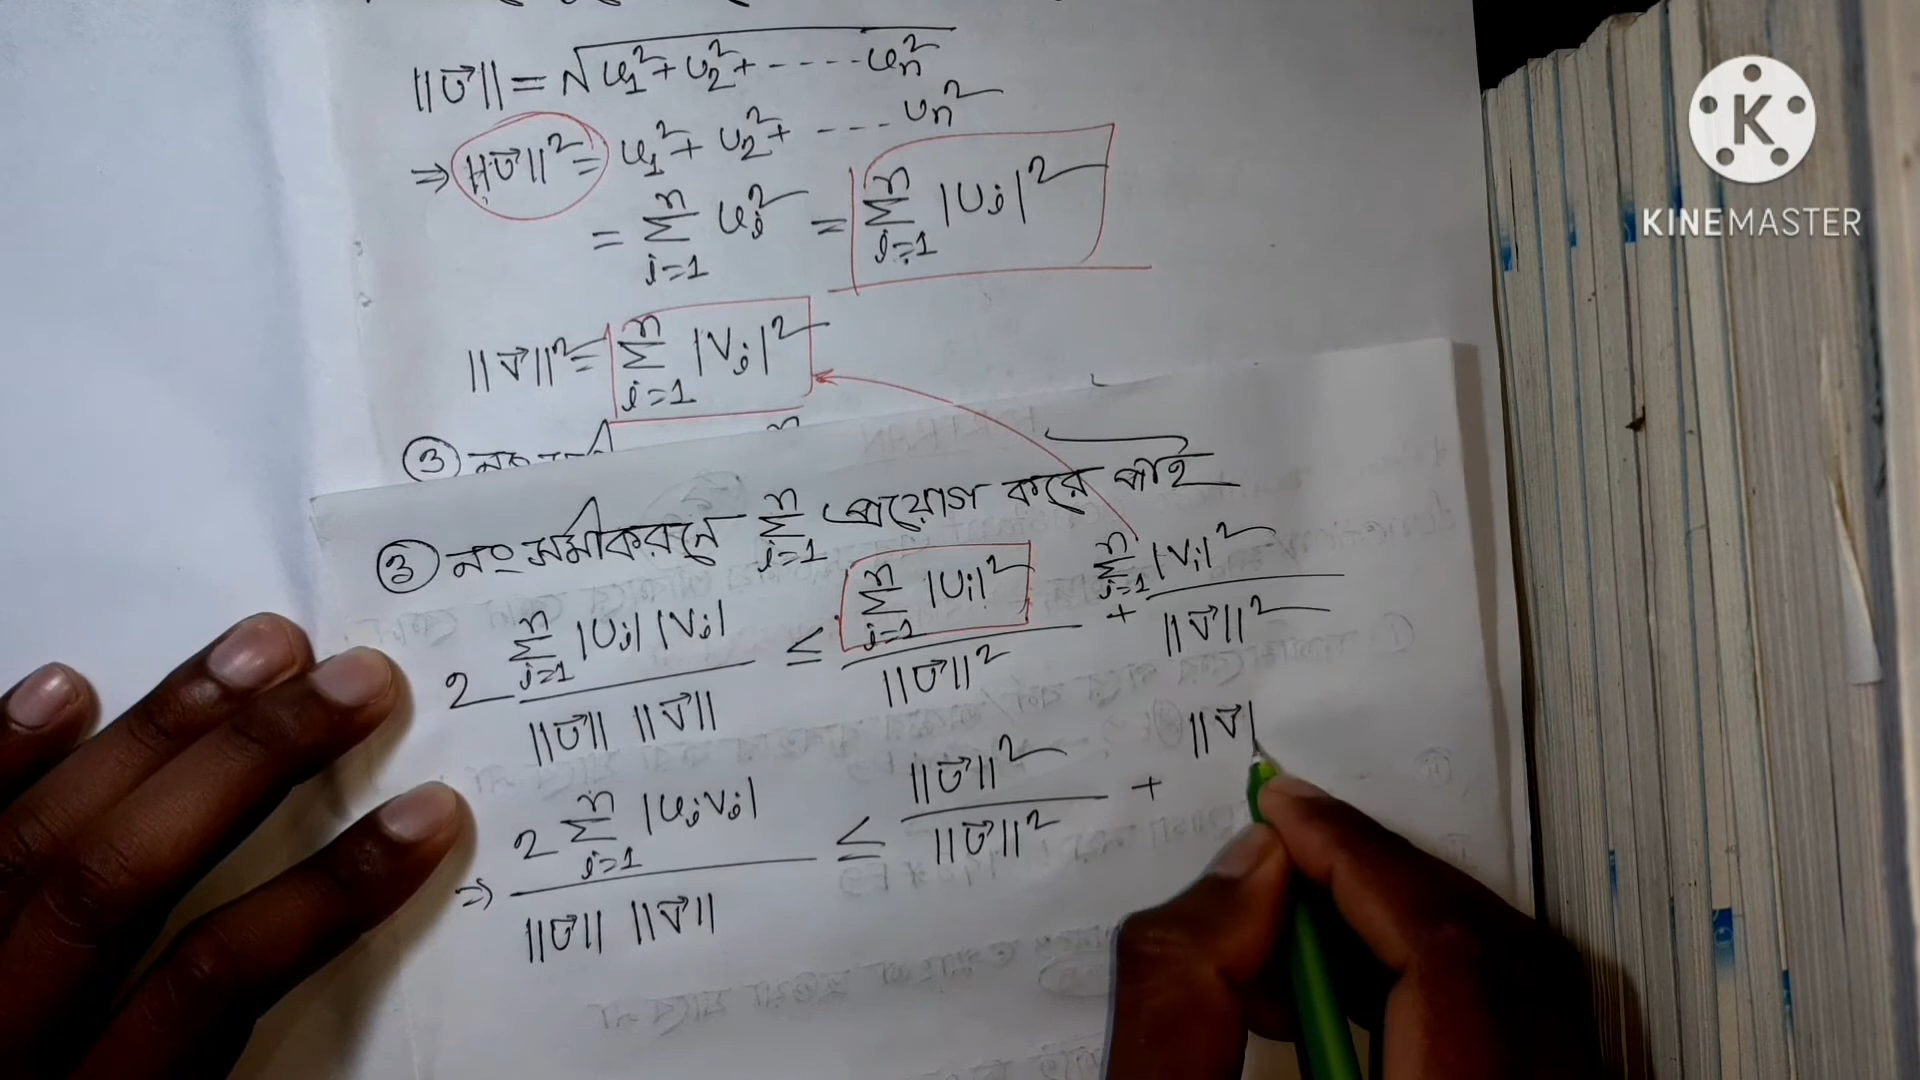 ||U⃗|| = √u₁²+u₂²+----uₙ²
⇒ ||U⃗||² = u₁²+u₂²+---uₙ²
= Σⁿᵢ₌₁ uᵢ² = Σⁿᵢ₌₁ |Uᵢ|²
||V⃗||² = Σⁿᵢ₌₁ |Vᵢ|²
③
③ নং সমীকরনে Σⁿᵢ₌₁ প্রয়োগ করে পাই
2 Σⁿᵢ₌₁ |Uᵢ| |Vᵢ| / ||U⃗|| ||V⃗|| ≤ Σⁿᵢ₌₁ |Uᵢ|² / ||U⃗||² + Σⁿᵢ₌₁ |Vᵢ|² / ||V⃗||²
⇒ 2 Σⁿᵢ₌₁ |uᵢvᵢ| / ||U⃗|| ||V⃗|| ≤ ||U⃗||² / ||U⃗||² + ||V⃗|
K
KINEMASTER